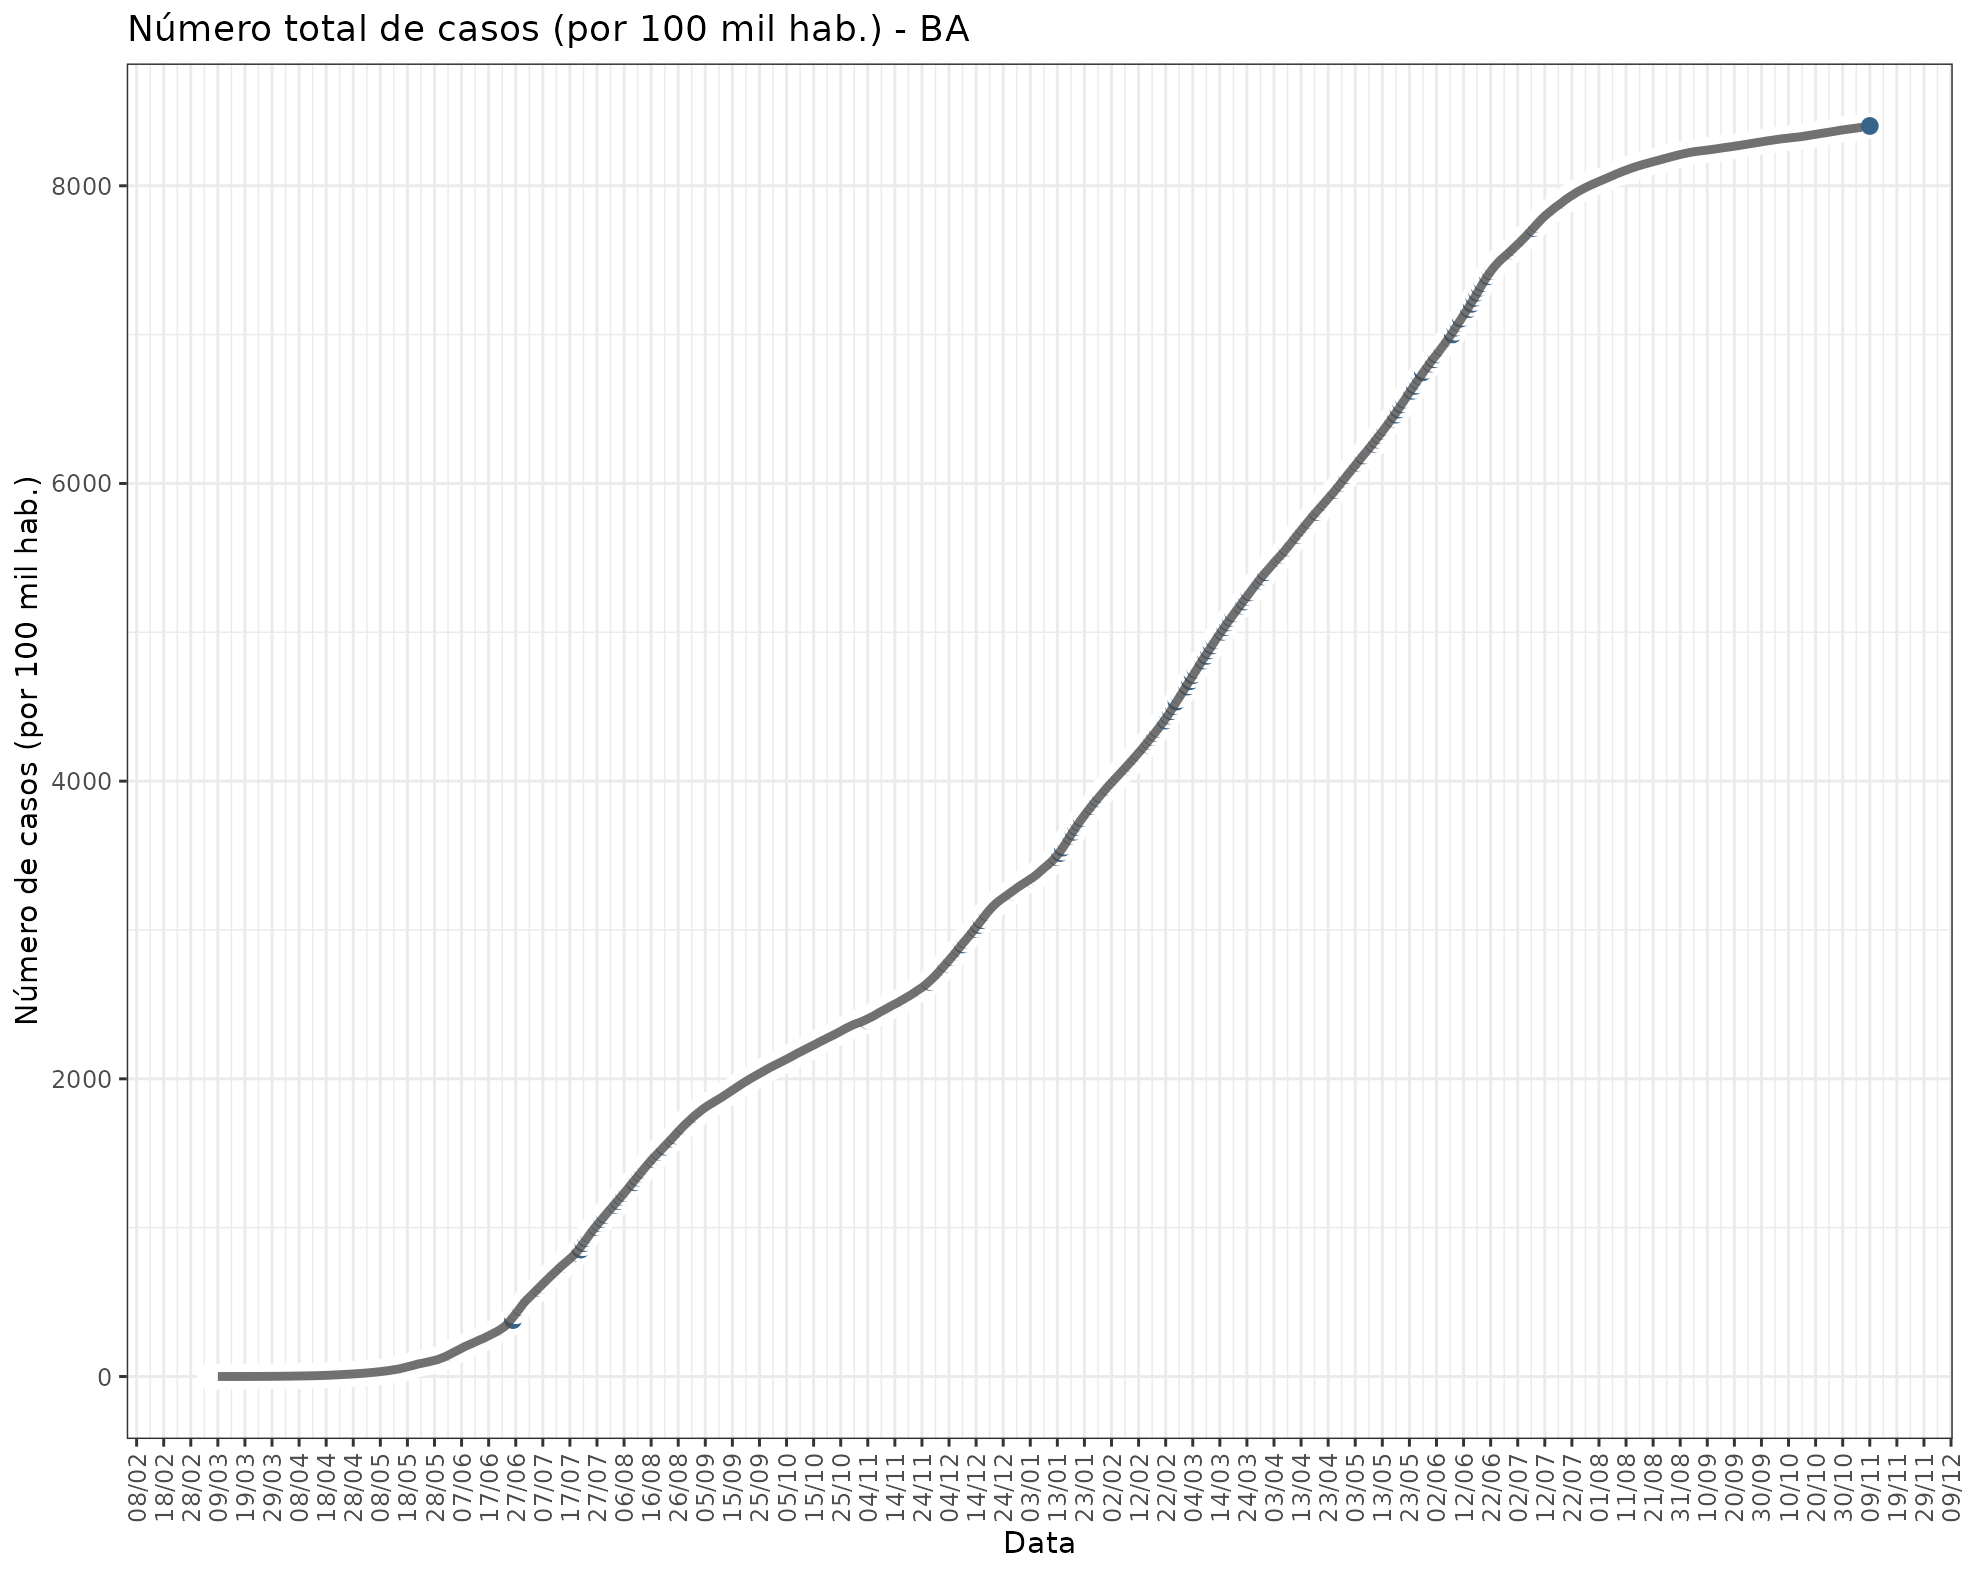 Número total de casos (por 100 mil hab.) - BA
Número de casos (por 100 mil hab.)
8000
6000
4000
2000
0
08/02 18/02 28/02 09/03 19/03 29/03 08/04 18/04 28/04 08/05 18/05 28/05 07/06 17/06 27/06 07/07 17/07 27/07 06/08 16/08 26/08 05/09 15/09 25/09 05/10 15/10 25/10 04/11 14/11 24/11 04/12 14/12 24/12 03/01 13/01 23/01 02/02 12/02 22/02 04/03 14/03 24/03 03/04 13/04 23/04 03/05 13/05 23/05 02/06 12/06 22/06 02/07 12/07 22/07 01/08 11/08 21/08 31/08 10/09 20/09 30/09 10/10 20/10 30/10 09/11 19/11 29/11 09/12
Data